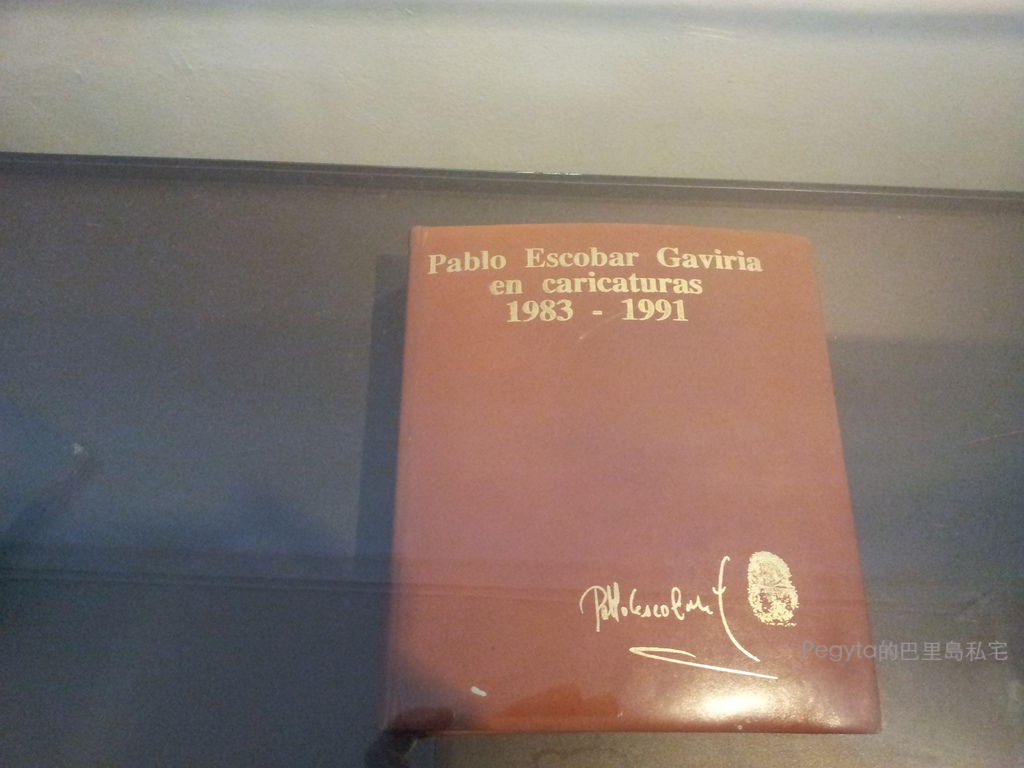 Pablo Escobar Gaviria
en caricaturas
1983 - 1991
Pegyta的巴里島私宅